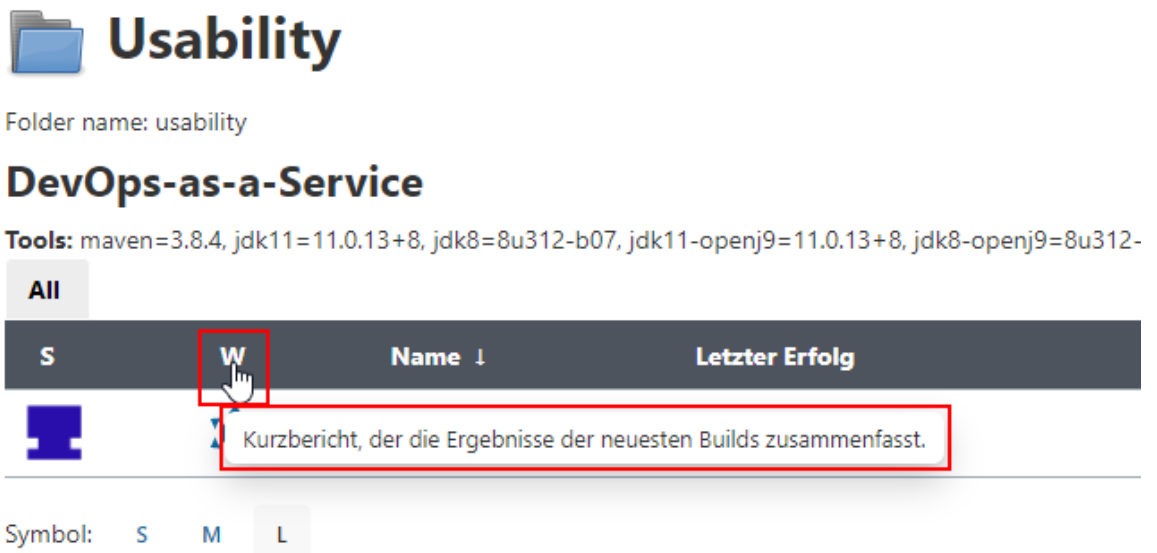 Usability
Folder name: usability
DevOps-as-a-Service
Tools: maven=3.8.4, jdk11=11.0.13+8, jdk8=8u312-b07, jdk11-openj9=11.0.13+8, jdk8-openj9=8u312-
All
S W Name ↓ Letzter Erfolg
Kurzbericht, der die Ergebnisse der neuesten Builds zusammenfasst.
Symbol: S M L